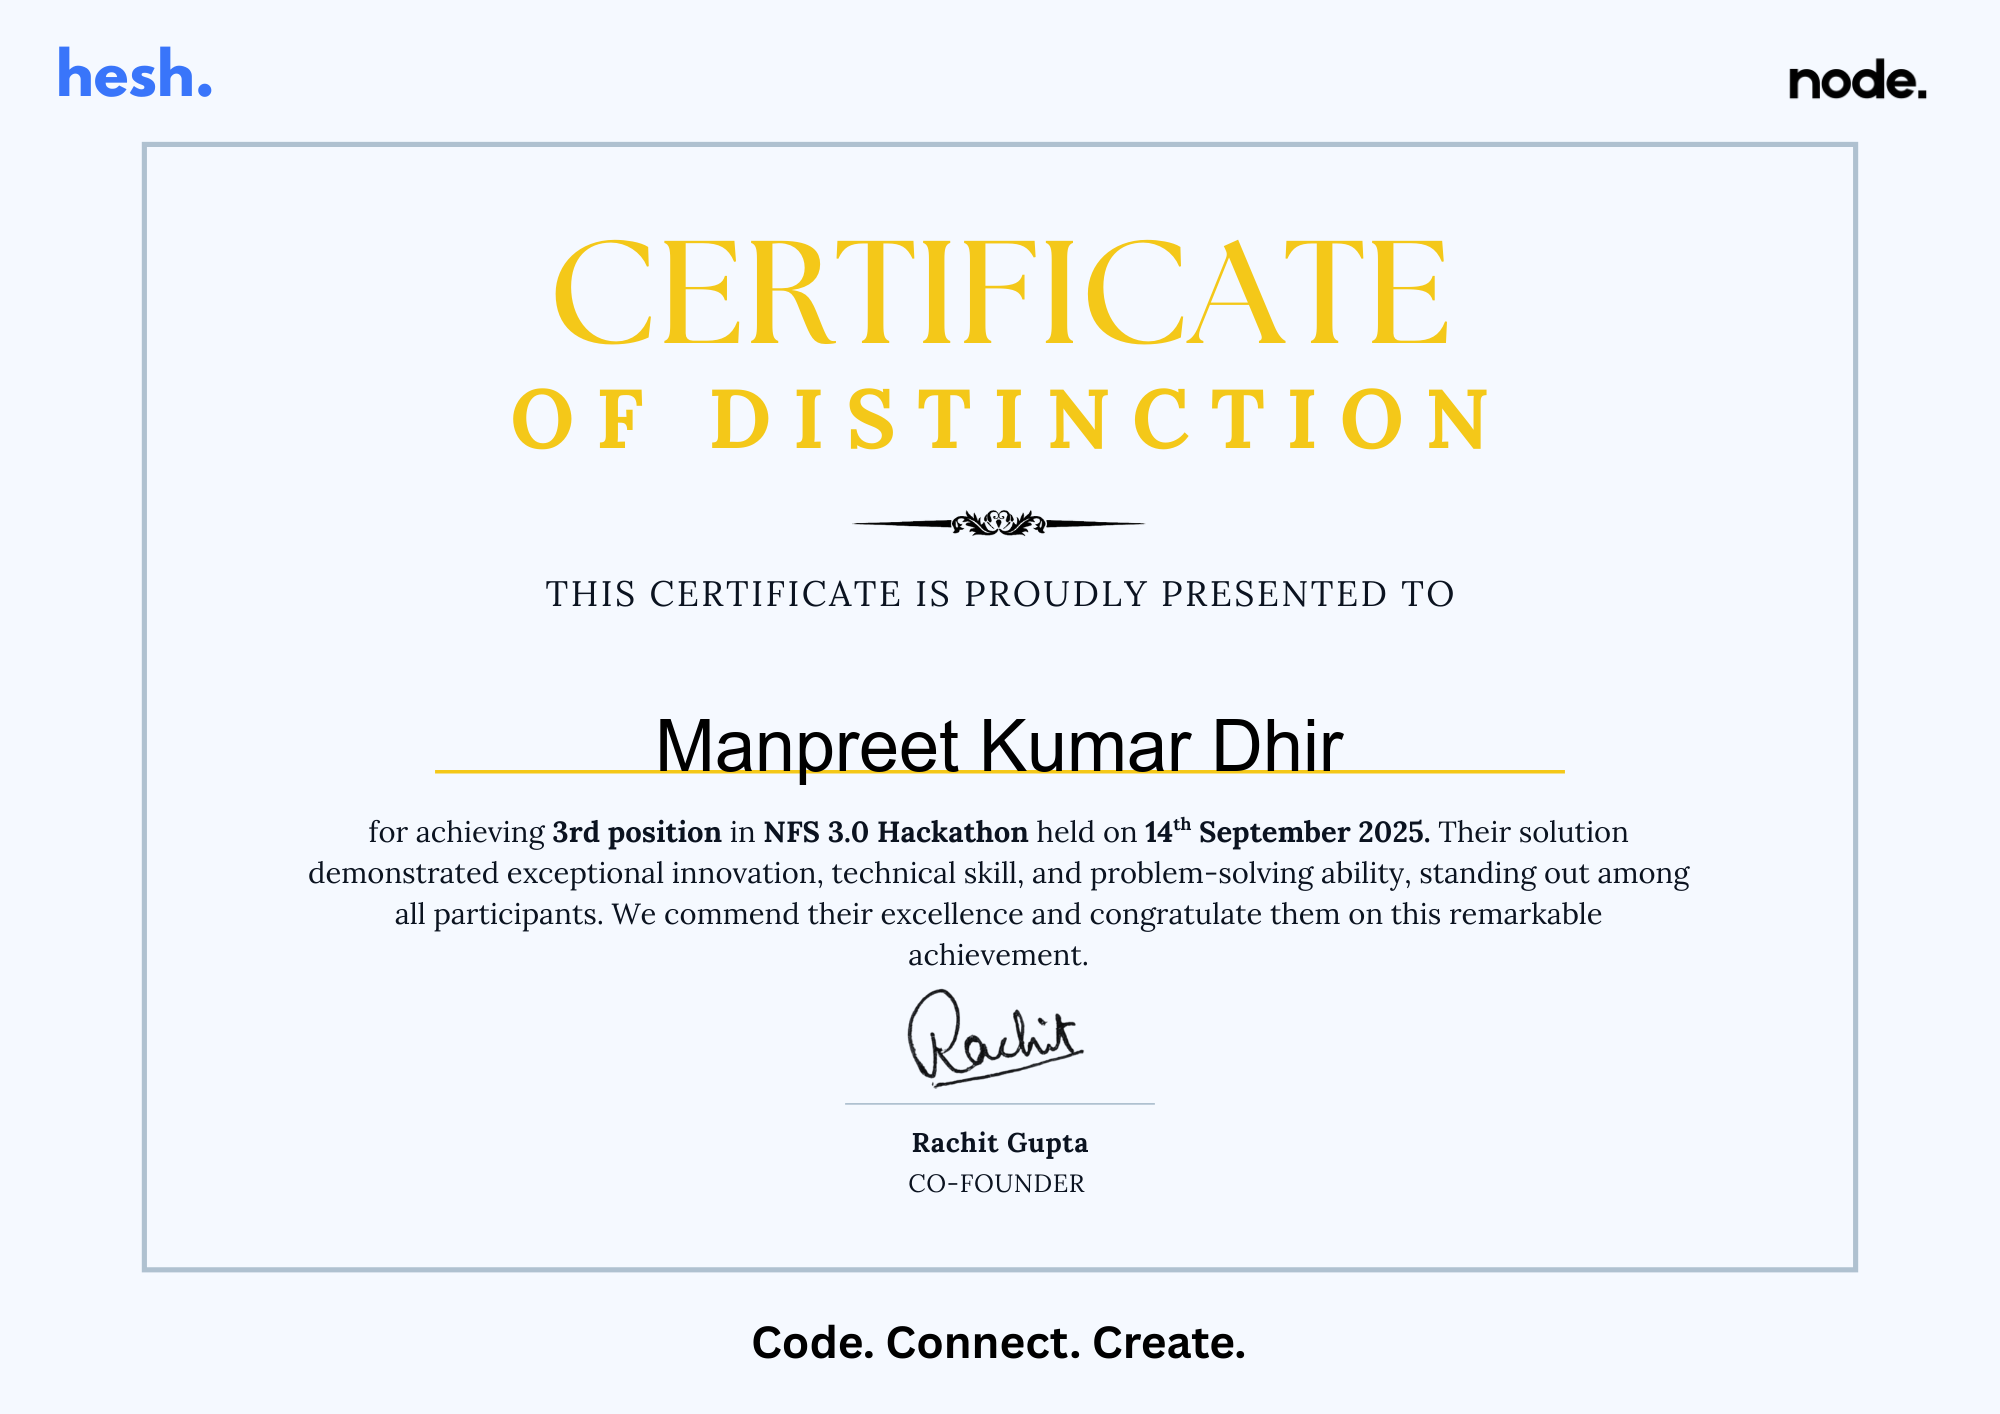 hesh.
node.
CERTIFICATE
OF DISTINCTION
THIS CERTIFICATE IS PROUDLY PRESENTED TO
Manpreet Kumar Dhir
for achieving 3rd position in NFS 3.0 Hackathon held on 14th September 2025. Their solution
demonstrated exceptional innovation, technical skill, and problem-solving ability, standing out among
all participants. We commend their excellence and congratulate them on this remarkable
achievement.
Rachit
Rachit Gupta
CO-FOUNDER
Code. Connect. Create.